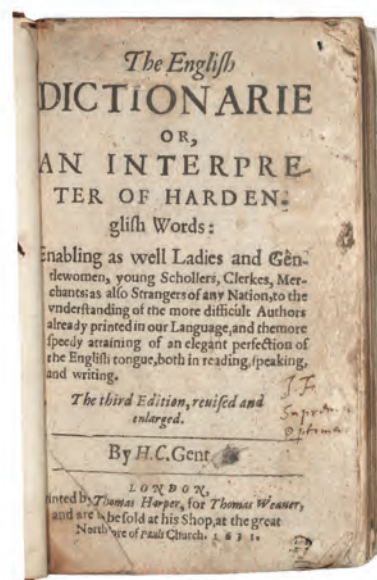 The Engliſh
DICTIONARIE
OR,
AN INTERPRE-
TER OF HARD EN-
gliſh Words:
Enabling as well Ladies and Gen-
tlewomen, young Schollers, Clerkes, Mer-
chants; as alſo Strangers of any Nation, to the
vnderſtanding of the more difficult Authors
already printed in our Language, and the more
ſpeedy attaining of an elegant perfection of
the Engliſh tongue, both in reading, ſpeaking,
and writing.
The third Edition, reuiſed and
enlarged.
J. F.
By H. C. Gent.
LONDON,
Printed by Thomas Harper, for Thomas Weauer,
and are be ſold at his Shop, at the great
North of Pauls Church. 1631.